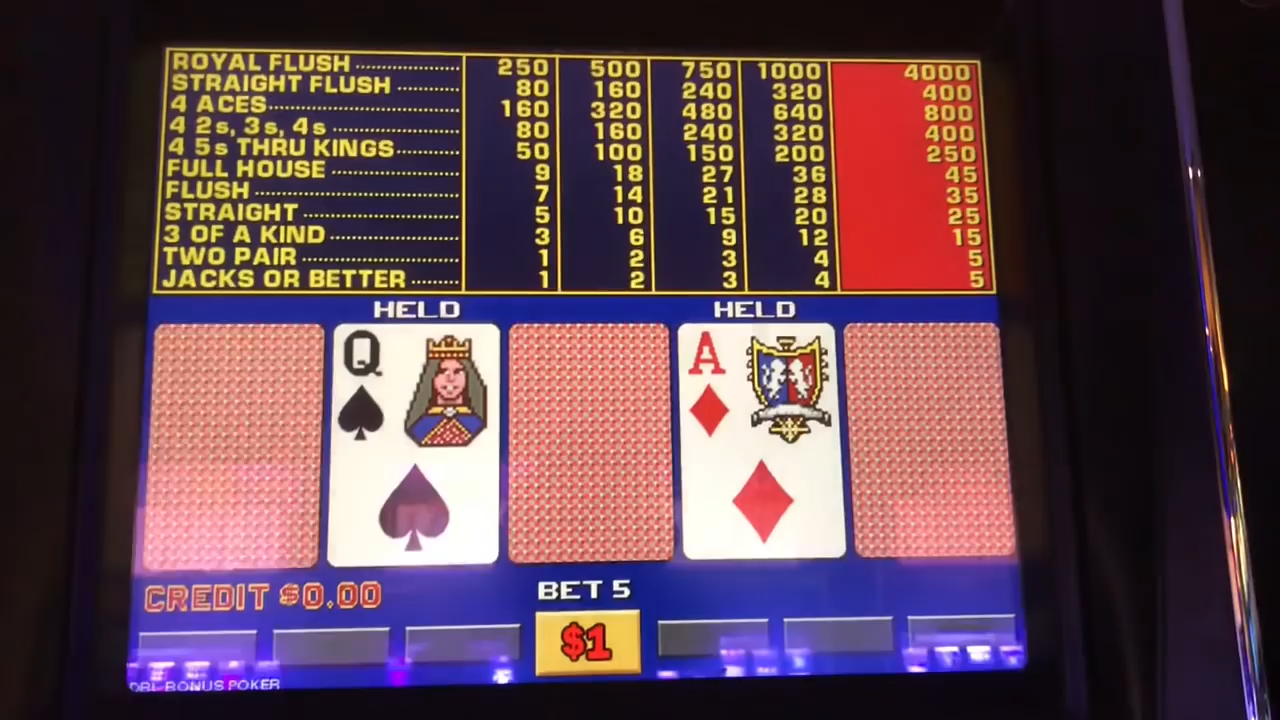 ROYAL FLUSH 250 500 750 1000 4000
STRAIGHT FLUSH 80 160 240 320 400
4 ACES 160 320 480 640 800
4 2s, 3s, 4s 80 160 240 320 400
4 5s THRU KINGS 50 100 150 200 250
FULL HOUSE 9 18 27 36 45
FLUSH 7 14 21 28 35
STRAIGHT 5 10 15 20 25
3 OF A KIND 3 6 9 12 15
TWO PAIR 1 2 3 4 5
JACKS OR BETTER 1 2 3 4 5
HELD HELD
Q A
CREDIT $0.00 BET 5
$1
DBL BONUS POKER